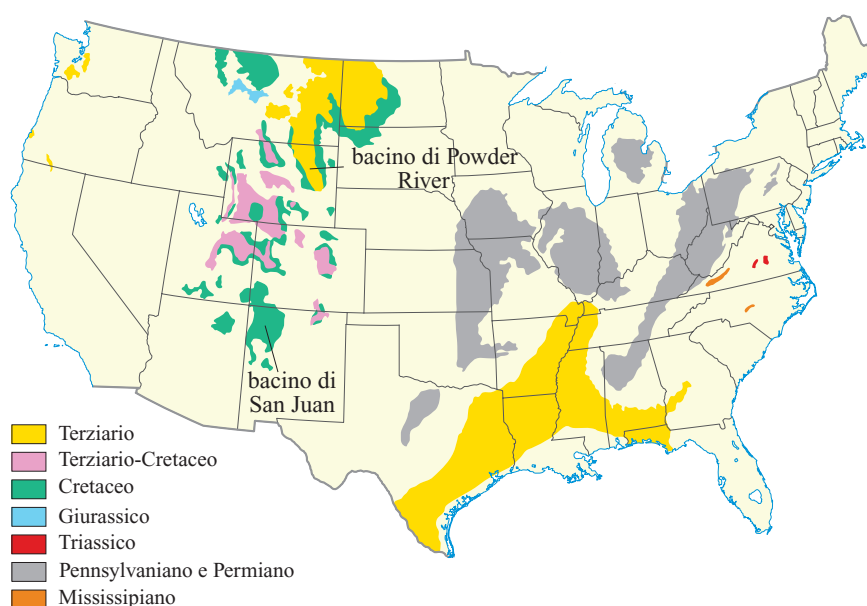 bacino di Powder
River
bacino di
San Juan
Terziario
Terziario-Cretaceo
Cretaceo
Giurassico
Triassico
Pennsylvaniano e Permiano
Mississipiano